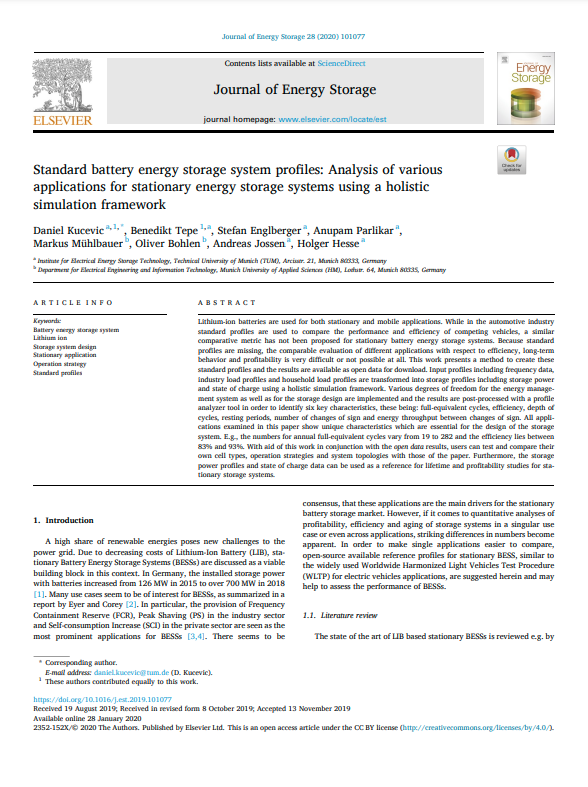 Journal of Energy Storage 28 (2020) 101077
Contents lists available at ScienceDirect
Journal of Energy Storage
journal homepage: www.elsevier.com/locate/est
ELSEVIER
Energy
Storage
Check for
updates
Standard battery energy storage system profiles: Analysis of various
applications for stationary energy storage systems using a holistic
simulation framework
Daniel Kucevic a,1,*, Benedikt Tepe 1,a, Stefan Englberger a, Anupam Parlikar a,
Markus Mühlbauer b, Oliver Bohlen b, Andreas Jossen a, Holger Hesse a
a Institute for Electrical Energy Storage Technology, Technical University of Munich (TUM), Arcisstr. 21, Munich 80333, Germany
b Department for Electrical Engineering and Information Technology, Munich University of Applied Sciences (HM), Lothstr. 64, Munich 80335, Germany
ARTICLE INFO
Keywords:
Battery energy storage system
Lithium ion
Storage system design
Stationary application
Operation strategy
Standard profiles
ABSTRACT
Lithium-ion batteries are used for both stationary and mobile applications. While in the automotive industry
standard profiles are used to compare the performance and efficiency of competing vehicles, a similar
comparative metric has not been proposed for stationary battery energy storage systems. Because standard
profiles are missing, the comparable evaluation of different applications with respect to efficiency, long-term
behavior and profitability is very difficult or not possible at all. This work presents a method to create these
standard profiles and the results are available as open data for download. Input profiles including frequency data,
industry load profiles and household load profiles are transformed into storage profiles including storage power
and state of charge using a holistic simulation framework. Various degrees of freedom for the energy manage-
ment system as well as for the storage design are implemented and the results are post-processed with a profile
analyzer tool in order to identify six key characteristics, these being: full-equivalent cycles, efficiency, depth of
cycles, resting periods, number of changes of sign and energy throughput between changes of sign. All appli-
cations examined in this paper show unique characteristics which are essential for the design of the storage
system. E.g., the numbers for annual full-equivalent cycles vary from 19 to 282 and the efficiency lies between
83% and 93%. With aid of this work in conjunction with the open data results, users can test and compare their
own cell types, operation strategies and system topologies with those of the paper. Furthermore, the storage
power profiles and state of charge data can be used as a reference for lifetime and profitability studies for sta-
tionary storage systems.
1. Introduction
A high share of renewable energies poses new challenges to the
power grid. Due to decreasing costs of Lithium-Ion Battery (LIB), sta-
tionary Battery Energy Storage Systems (BESSs) are discussed as a viable
building block in this context. In Germany, the installed storage power
with batteries increased from 126 MW in 2015 to over 700 MW in 2018
[1]. Many use cases seem to be of interest for BESSs, as summarized in a
report by Eyer and Corey [2]. In particular, the provision of Frequency
Containment Reserve (FCR), Peak Shaving (PS) in the industry sector
and Self-consumption Increase (SCI) in the private sector are seen as the
most prominent applications for BESSs [3,4]. There seems to be
consensus, that these applications are the main drivers for the stationary
battery storage market. However, if it comes to quantitative analyses of
profitability, efficiency and aging of storage systems in a singular use
case or even across applications, striking differences in numbers become
apparent. In order to make single applications easier to compare,
open-source available reference profiles for stationary BESS, similar to
the widely used Worldwide Harmonized Light Vehicles Test Procedure
(WLTP) for electric vehicles applications, are suggested herein and may
help to assess the performance of BESSs.
1.1. Literature review
The state of the art of LIB based stationary BESSs is reviewed e.g. by
* Corresponding author.
E-mail address: daniel.kucevic@tum.de (D. Kucevic).
1 These authors contributed equally to this work.
https://doi.org/10.1016/j.est.2019.101077
Received 19 August 2019; Received in revised form 8 October 2019; Accepted 13 November 2019
Available online 28 January 2020
2352-152X/© 2020 The Authors. Published by Elsevier Ltd. This is an open access article under the CC BY license (http://creativecommons.org/licenses/by/4.0/).